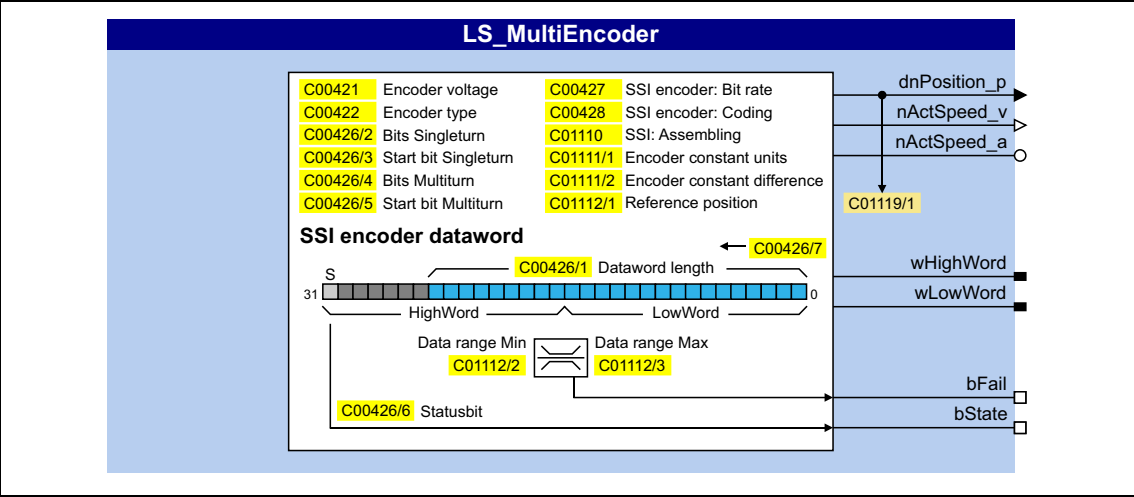 LS_MultiEncoder
C00421 Encoder voltage
C00422 Encoder type
C00426/2 Bits Singleturn
C00426/3 Start bit Singleturn
C00426/4 Bits Multiturn
C00426/5 Start bit Multiturn
C00427 SSI encoder: Bit rate
C00428 SSI encoder: Coding
C01110 SSI: Assembling
C01111/1 Encoder constant units
C01111/2 Encoder constant difference
C01112/1 Reference position
dnPosition_p
nActSpeed_v
nActSpeed_a
C01119/1
SSI encoder dataword
C00426/7
C00426/1 Dataword length
S
31
0
HighWord
LowWord
wHighWord
wLowWord
Data range Min
C01112/2
Data range Max
C01112/3
C00426/6 Statusbit
bFail
bState